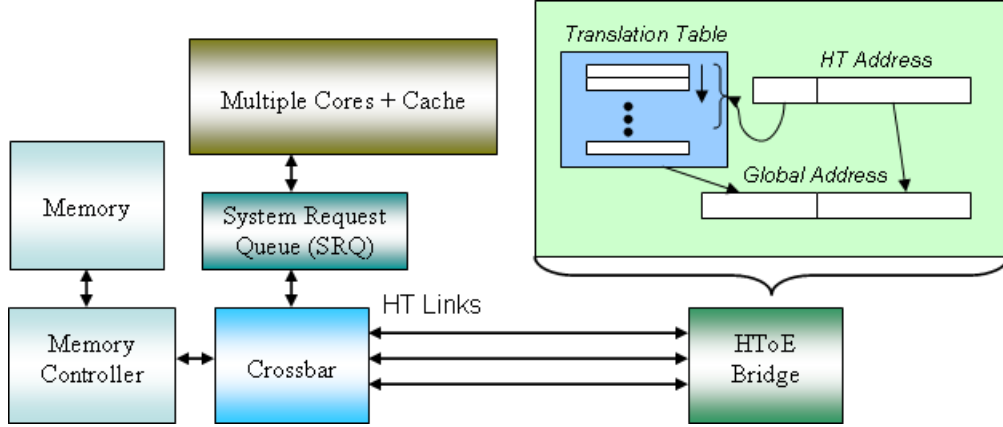 Translation Table
HT Address
Multiple Cores + Cache
Global Address
Memory
System Request
Queue (SRQ)
HT Links
Memory
Controller
Crossbar
HToE
Bridge